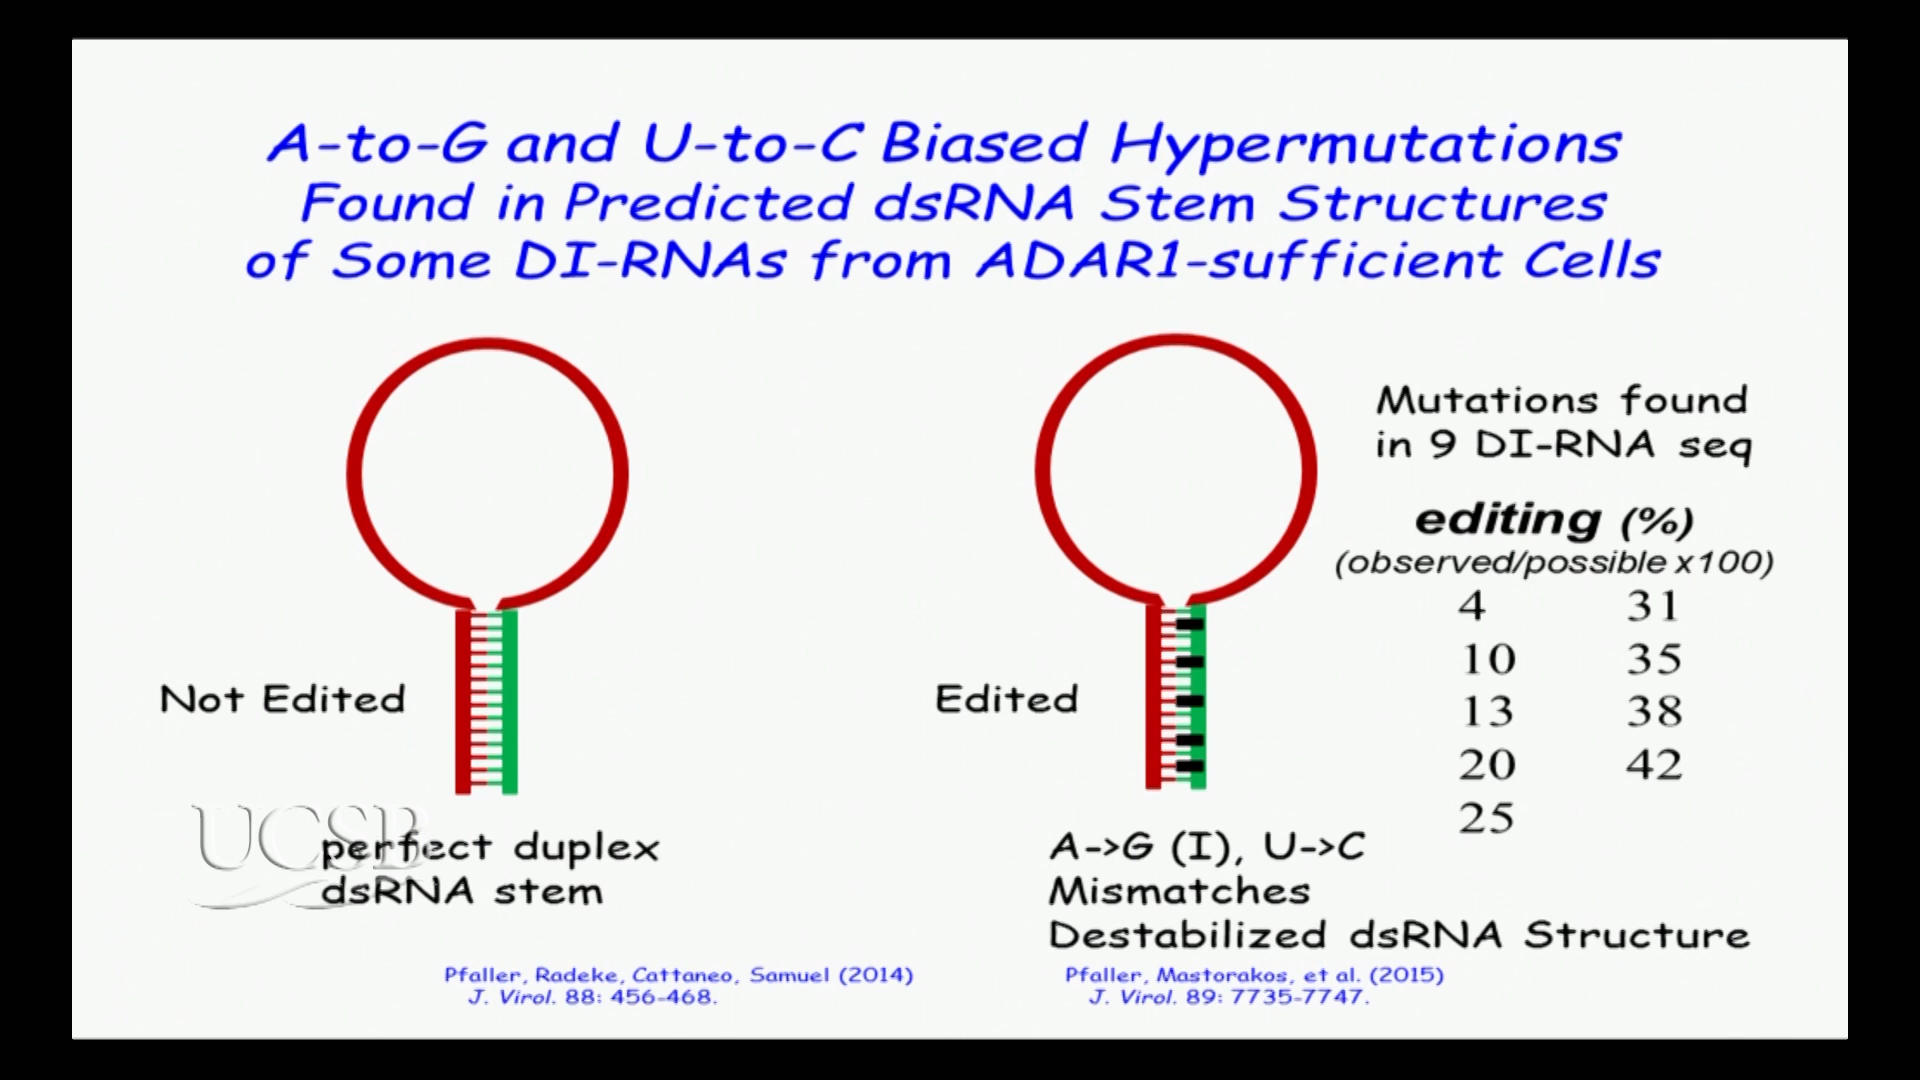 A-to-G and U-to-C Biased Hypermutations
Found in Predicted dsRNA Stem Structures
of Some DI-RNAs from ADAR1-sufficient Cells
Mutations found
in 9 DI-RNA seq
editing (%)
(observed/possible x100)
4 31
10 35
13 38
20 42
25
Not Edited
Edited
UCSB
perfect duplex
dsRNA stem
A->G (I), U->C
Mismatches
Destabilized dsRNA Structure
Pfaller, Radeke, Cattaneo, Samuel (2014)
J. Virol. 88: 456-468.
Pfaller, Mastorakos, et al. (2015)
J. Virol. 89: 7735-7747.